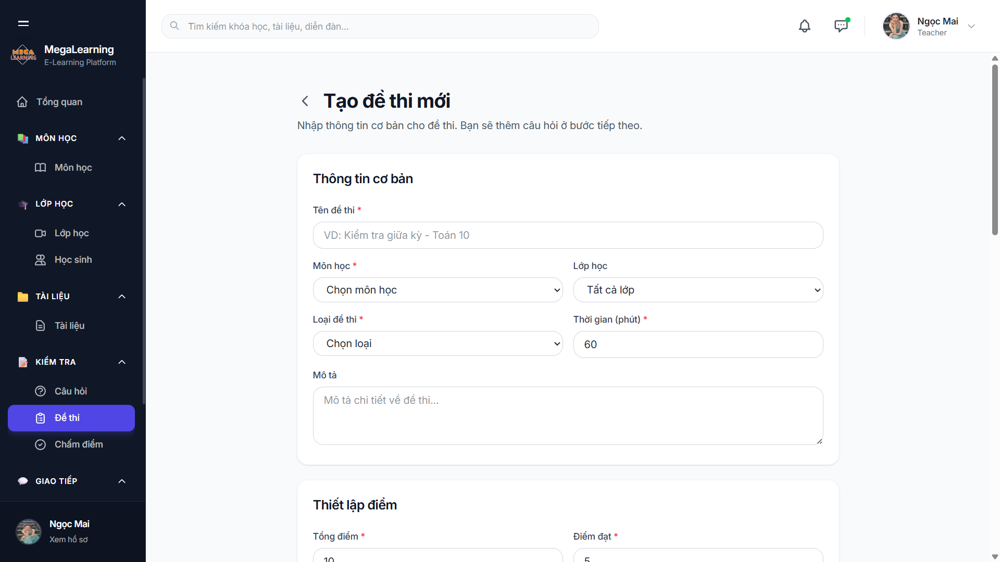 MEGA
LEARNING
MegaLearning
E-Learning Platform
Tổng quan
MÔN HỌC
Môn học
LỚP HỌC
Lớp học
Học sinh
TÀI LIỆU
Tài liệu
KIỂM TRA
Câu hỏi
Đề thi
Chấm điểm
GIAO TIẾP
Ngọc Mai
Xem hồ sơ
Tìm kiếm khóa học, tài liệu, diễn đàn...
Ngọc Mai
Teacher
Tạo đề thi mới
Nhập thông tin cơ bản cho đề thi. Bạn sẽ thêm câu hỏi ở bước tiếp theo.
Thông tin cơ bản
Tên đề thi *
VD: Kiểm tra giữa kỳ - Toán 10
Môn học *
Lớp học
Chọn môn học
Tất cả lớp
Loại đề thi *
Thời gian (phút) *
Chọn loại
60
Mô tả
Mô tả chi tiết về đề thi...
Thiết lập điểm
Tổng điểm *
Điểm đạt *
10
5